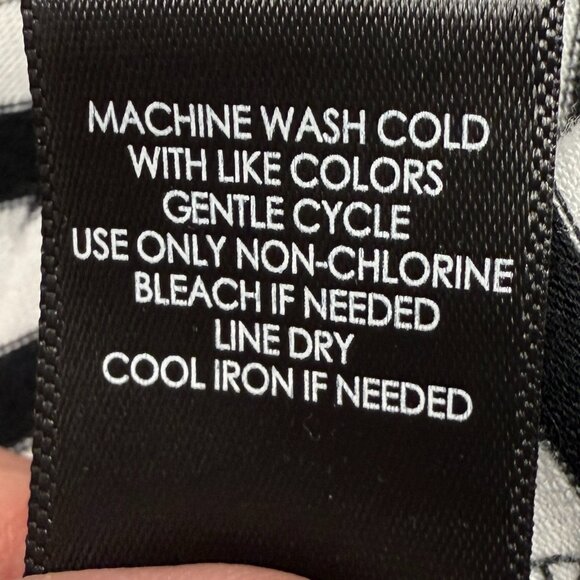 MACHINE WASH COLD
WITH LIKE COLORS
GENTLE CYCLE
USE ONLY NON-CHLORINE
BLEACH IF NEEDED
LINE DRY
COOL IRON IF NEEDED